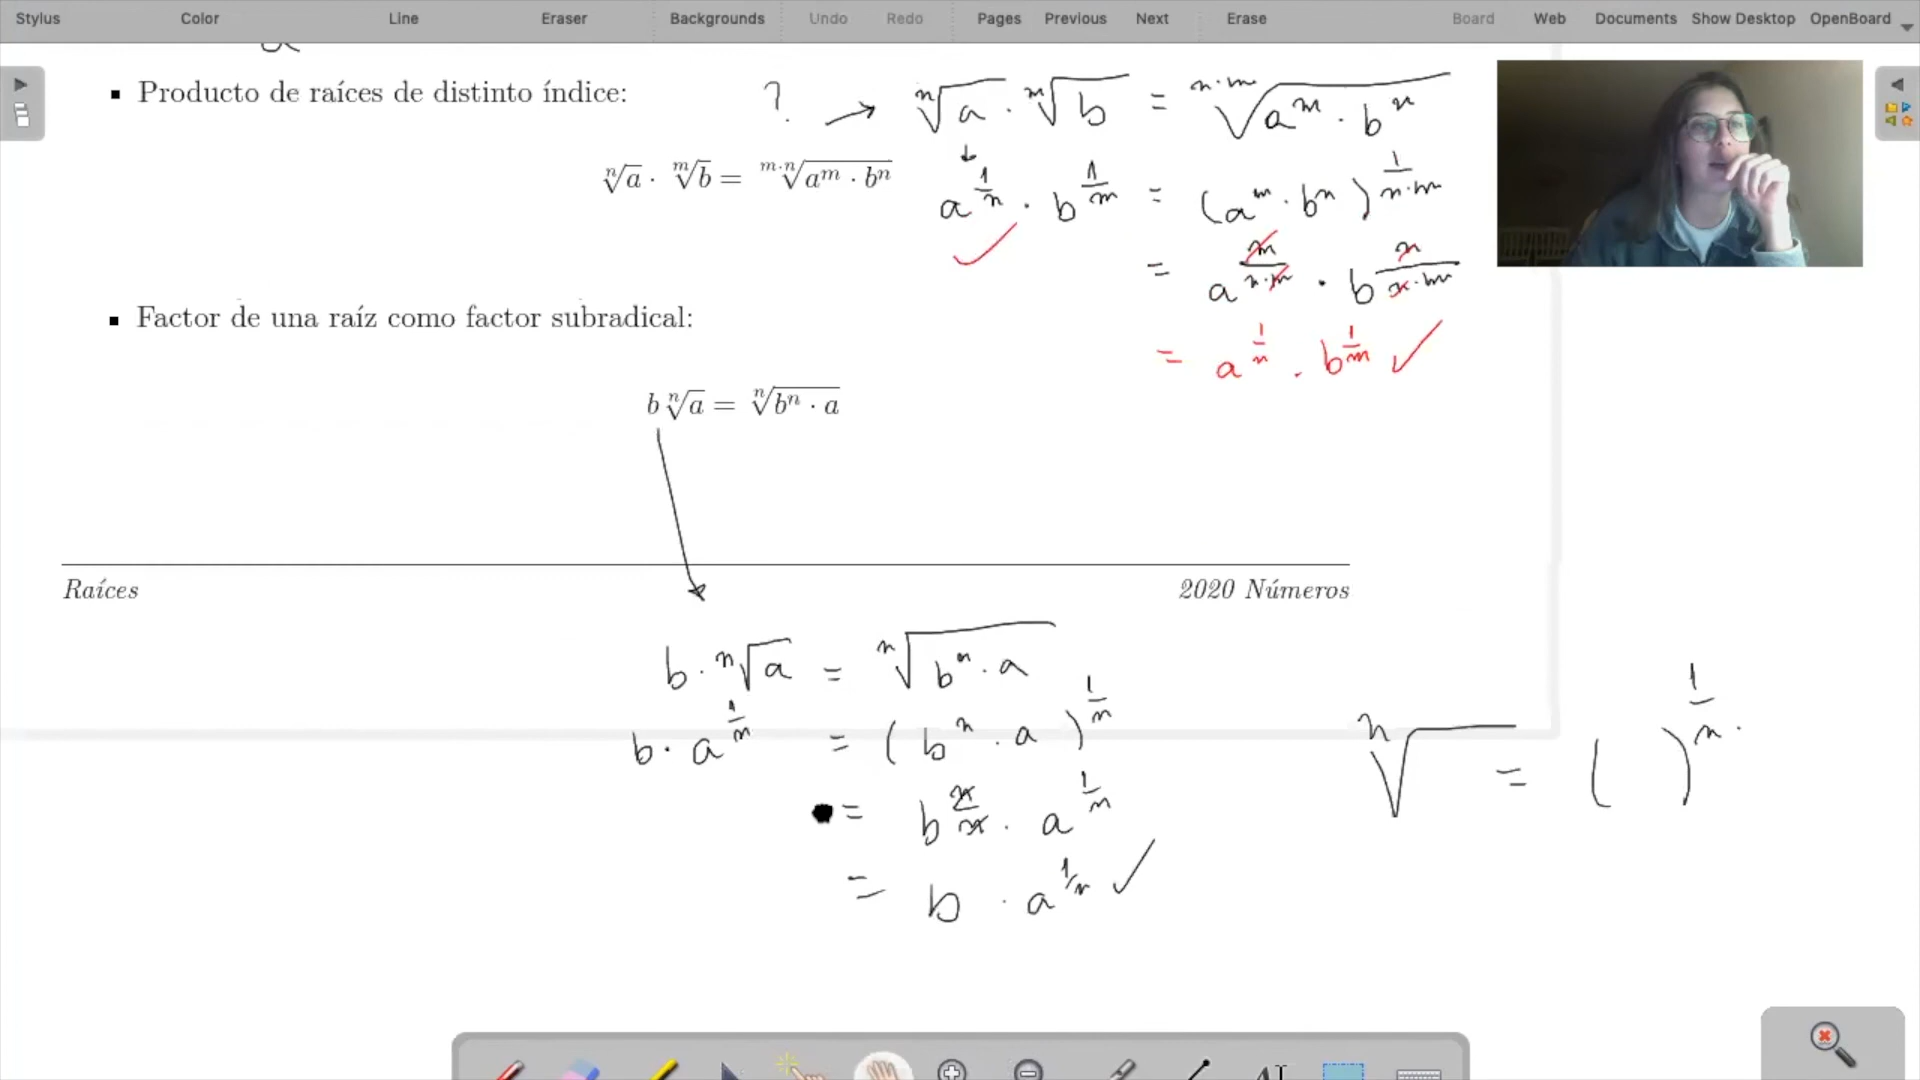 Stylus Color Line Eraser Backgrounds Undo Redo Pages Previous Next Erase Board Web Documents Show Desktop OpenBoard
▪ Producto de raíces de distinto índice:
ⁿ√a · ᵐ√b = ᵐ·ⁿ√(aᵐ · bⁿ)
? → ⁿ√a · ᵐ√b = ⁿ·ᵐ√(aᵐ · bⁿ)
↓
a^(1/n) · b^(1/m) = (aᵐ · bⁿ)^(1/(n·m))
✓ = a^(m/(n·m)) · b^(n/(n·m))
= a^(1/n) · b^(1/m) ✓
▪ Factor de una raíz como factor subradical:
b ⁿ√a = ⁿ√(bⁿ · a)
Raíces 2020 Números
b · ⁿ√a = ⁿ√(bⁿ · a)
b · a^(1/n) = (bⁿ · a)^(1/n)
= b^(n/n) · a^(1/n)
= b · a^(1/n) ✓
ⁿ√ = ( )^(1/n) .